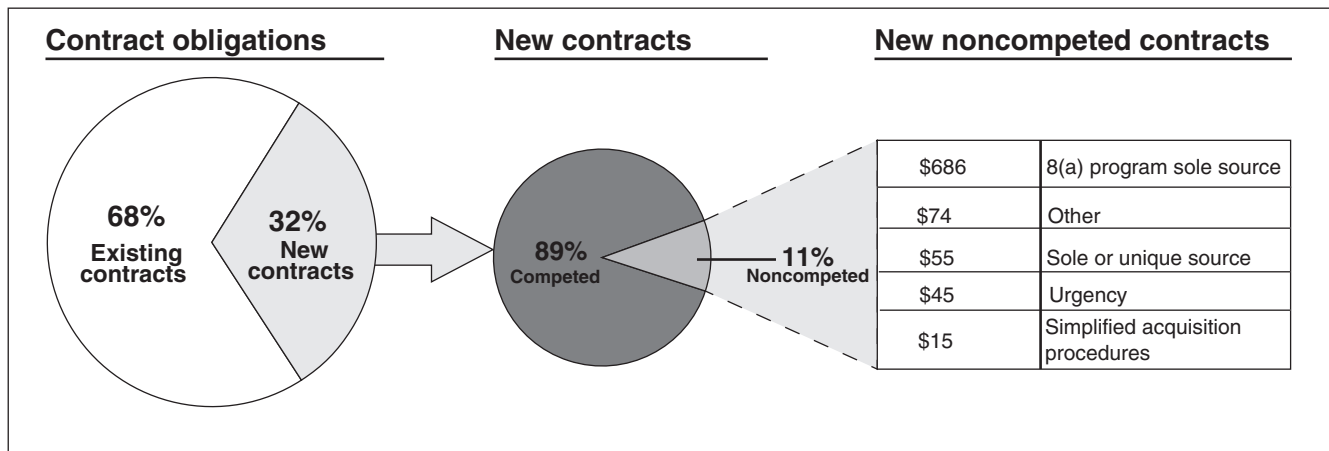 Contract obligations
New contracts
New noncompeted contracts
68%
Existing
contracts
32%
New
contracts
89%
Competed
11%
Noncompeted
$686 8(a) program sole source
$74 Other
$55 Sole or unique source
$45 Urgency
$15 Simplified acquisition
procedures